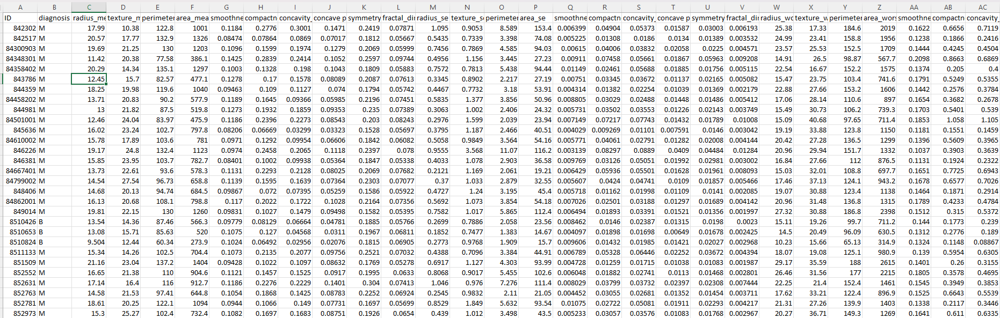 A B C D E F G H I J K L M N O P Q R S T U V W X Y Z AA AB AC
ID diagnosis radius_me texture_m perimeter area_mea smoothne compactn concavity_ concave p symmetry fractal_dir radius_se texture_se perimeter area_se smoothne compactn concavity_ concave p symmetry fractal_dir radius_wc texture_w perimeter area_wors smoothne compactn concavity_
842302 M 17.99 10.38 122.8 1001 0.1184 0.2776 0.3001 0.1471 0.2419 0.07871 1.095 0.9053 8.589 153.4 0.006399 0.04904 0.05373 0.01587 0.03003 0.006193 25.38 17.33 184.6 2019 0.1622 0.6656 0.7119
842517 M 20.57 17.77 132.9 1326 0.08474 0.07864 0.0869 0.07017 0.1812 0.05667 0.5435 0.7339 3.398 74.08 0.005225 0.01308 0.0186 0.0134 0.01389 0.003532 24.99 23.41 158.8 1956 0.1238 0.1866 0.2416
84300903 M 19.69 21.25 130 1203 0.1096 0.1599 0.1974 0.1279 0.2069 0.05999 0.7456 0.7869 4.585 94.03 0.00615 0.04006 0.03832 0.02058 0.0225 0.004571 23.57 25.53 152.5 1709 0.1444 0.4245 0.4504
84348301 M 11.42 20.38 77.58 386.1 0.1425 0.2839 0.2414 0.1052 0.2597 0.09744 0.4956 1.156 3.445 27.23 0.00911 0.07458 0.05661 0.01867 0.05963 0.009208 14.91 26.5 98.87 567.7 0.2098 0.8663 0.6869
84358402 M 20.29 14.34 135.1 1297 0.1003 0.1328 0.198 0.1043 0.1809 0.05883 0.7572 0.7813 5.438 94.44 0.01149 0.02461 0.05688 0.01885 0.01756 0.005115 22.54 16.67 152.2 1575 0.1374 0.205 0.4
843786 M 12.45 15.7 82.57 477.1 0.1278 0.17 0.1578 0.08089 0.2087 0.07613 0.3345 0.8902 2.217 27.19 0.00751 0.03345 0.03672 0.01137 0.02165 0.005082 15.47 23.75 103.4 741.6 0.1791 0.5249 0.5355
844359 M 18.25 19.98 119.6 1040 0.09463 0.109 0.1127 0.074 0.1794 0.05742 0.4467 0.7732 3.18 53.91 0.004314 0.01382 0.02254 0.01039 0.01369 0.002179 22.88 27.66 153.2 1606 0.1442 0.2576 0.3784
84458202 M 13.71 20.83 90.2 577.9 0.1189 0.1645 0.09366 0.05985 0.2196 0.07451 0.5835 1.377 3.856 50.96 0.008805 0.03029 0.02488 0.01448 0.01486 0.005412 17.06 28.14 110.6 897 0.1654 0.3682 0.2678
844981 M 13 21.82 87.5 519.8 0.1273 0.1932 0.1859 0.09353 0.235 0.07389 0.3063 1.002 2.406 24.32 0.005731 0.03502 0.03553 0.01226 0.02143 0.003749 15.49 30.73 106.2 739.3 0.1703 0.5401 0.539
84501001 M 12.46 24.04 83.97 475.9 0.1186 0.2396 0.2273 0.08543 0.203 0.08243 0.2976 1.599 2.039 23.94 0.007149 0.07217 0.07743 0.01432 0.01789 0.01008 15.09 40.68 97.65 711.4 0.1853 1.058 1.105
845636 M 16.02 23.24 102.7 797.8 0.08206 0.06669 0.03299 0.03323 0.1528 0.05697 0.3795 1.187 2.466 40.51 0.004029 0.009269 0.01101 0.007591 0.0146 0.003042 19.19 33.88 123.8 1150 0.1181 0.1551 0.1459
84610002 M 15.78 17.89 103.6 781 0.0971 0.1292 0.09954 0.06606 0.1842 0.06082 0.5058 0.9849 3.564 54.16 0.005771 0.04061 0.02791 0.01282 0.02008 0.004144 20.42 27.28 136.5 1299 0.1396 0.5609 0.3965
846226 M 19.17 24.8 132.4 1123 0.0974 0.2458 0.2065 0.1118 0.2397 0.078 0.9555 3.568 11.07 116.2 0.003139 0.08297 0.0889 0.0409 0.04484 0.01284 20.96 29.94 151.7 1332 0.1037 0.3903 0.3639
846381 M 15.85 23.95 103.7 782.7 0.08401 0.1002 0.09938 0.05364 0.1847 0.05338 0.4033 1.078 2.903 36.58 0.009769 0.03126 0.05051 0.01992 0.02981 0.003002 16.84 27.66 112 876.5 0.1131 0.1924 0.2322
84667401 M 13.73 22.61 93.6 578.3 0.1131 0.2293 0.2128 0.08025 0.2069 0.07682 0.2121 1.169 2.061 19.21 0.006429 0.05936 0.05501 0.01628 0.01961 0.008093 15.03 32.01 108.8 697.7 0.1651 0.7725 0.6943
84799002 M 14.54 27.54 96.73 658.8 0.1139 0.1595 0.1639 0.07364 0.2303 0.07077 0.37 1.033 2.879 32.55 0.005607 0.0424 0.04741 0.0109 0.01857 0.005466 17.46 37.13 124.1 943.2 0.1678 0.6577 0.7026
848406 M 14.68 20.13 94.74 684.5 0.09867 0.072 0.07395 0.05259 0.1586 0.05922 0.4727 1.24 3.195 45.4 0.005718 0.01162 0.01998 0.01109 0.0141 0.002085 19.07 30.88 123.4 1138 0.1464 0.1871 0.2914
84862001 M 16.13 20.68 108.1 798.8 0.117 0.2022 0.1722 0.1028 0.2164 0.07356 0.5692 1.073 3.854 54.18 0.007026 0.02501 0.03188 0.01297 0.01689 0.004142 20.96 31.48 136.8 1315 0.1789 0.4233 0.4784
849014 M 19.81 22.15 130 1260 0.09831 0.1027 0.1479 0.09498 0.1582 0.05395 0.7582 1.017 5.865 112.4 0.006494 0.01893 0.03391 0.01521 0.01356 0.001997 27.32 30.88 186.8 2398 0.1512 0.315 0.5372
8510426 B 13.54 14.36 87.46 566.3 0.09779 0.08129 0.06664 0.04781 0.1885 0.05766 0.2699 0.7886 2.058 23.56 0.008462 0.0146 0.02387 0.01315 0.0198 0.0023 15.11 19.26 99.7 711.2 0.144 0.1773 0.239
8510653 B 13.08 15.71 85.63 520 0.1075 0.127 0.04568 0.0311 0.1967 0.06811 0.1852 0.7477 1.383 14.67 0.004097 0.01898 0.01698 0.00649 0.01678 0.002425 14.5 20.49 96.09 630.5 0.1312 0.2776 0.189
8510824 B 9.504 12.44 60.34 273.9 0.1024 0.06492 0.02956 0.02076 0.1815 0.06905 0.2773 0.9768 1.909 15.7 0.009606 0.01432 0.01985 0.01421 0.02027 0.002968 10.23 15.66 65.13 314.9 0.1324 0.1148 0.08867
8511133 M 15.34 14.26 102.5 704.4 0.1073 0.2135 0.2077 0.09756 0.2521 0.07032 0.4388 0.7096 3.384 44.91 0.006789 0.05328 0.06446 0.02252 0.03672 0.004394 18.07 19.08 125.1 980.9 0.139 0.5954 0.6305
851509 M 21.16 23.04 137.2 1404 0.09428 0.1022 0.1097 0.08632 0.1769 0.05278 0.6917 1.127 4.303 93.99 0.004728 0.01259 0.01715 0.01038 0.01083 0.001987 29.17 35.59 188 2615 0.1401 0.26 0.3155
852552 M 16.65 21.38 110 904.6 0.1121 0.1457 0.1525 0.0917 0.1995 0.0633 0.8068 0.9017 5.455 102.6 0.006048 0.01882 0.02741 0.0113 0.01468 0.002801 26.46 31.56 177 2215 0.1805 0.3578 0.4695
852631 M 17.14 16.4 116 912.7 0.1186 0.2276 0.2229 0.1401 0.304 0.07413 1.046 0.976 7.276 111.4 0.008029 0.03799 0.03732 0.02397 0.02308 0.007444 22.25 21.4 152.4 1461 0.1545 0.3949 0.3853
852763 M 14.58 21.53 97.41 644.8 0.1054 0.1868 0.1425 0.08783 0.2252 0.06924 0.2545 0.9832 2.11 21.05 0.004452 0.03055 0.02681 0.01352 0.01454 0.003711 17.62 33.21 122.4 896.9 0.1525 0.6643 0.5539
852781 M 18.61 20.25 122.1 1094 0.0944 0.1066 0.149 0.07731 0.1697 0.05699 0.8529 1.849 5.632 93.54 0.01075 0.02722 0.05081 0.01911 0.02293 0.004217 21.31 27.26 139.9 1403 0.1338 0.2117 0.3446
852973 M 15.3 25.27 102.4 732.4 0.1082 0.1697 0.1683 0.08751 0.1926 0.0654 0.439 1.012 3.498 43.5 0.005233 0.03057 0.03576 0.01083 0.01768 0.002967 20.27 36.71 149.3 1269 0.1641 0.611 0.6335